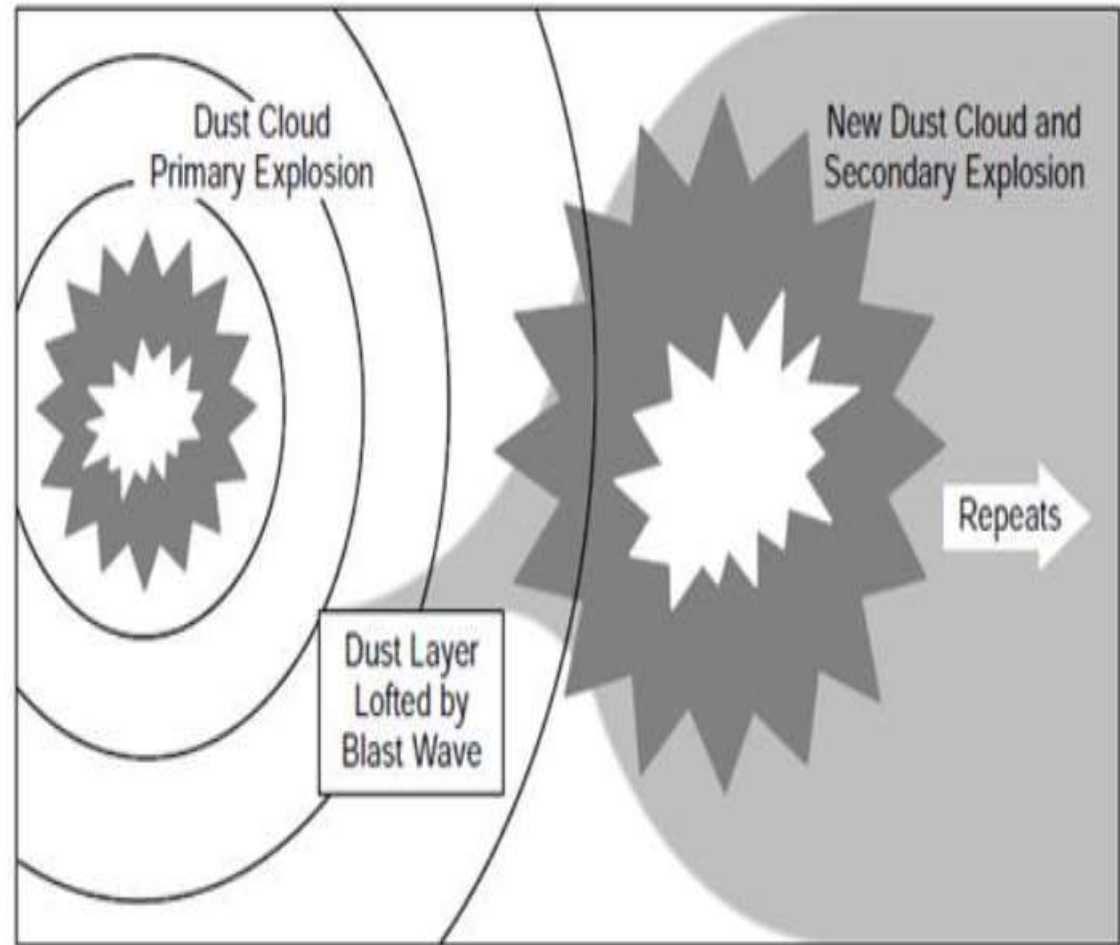 Dust Cloud
Primary Explosion
New Dust Cloud and
Secondary Explosion
Repeats
Dust Layer
Lofted by
Blast Wave